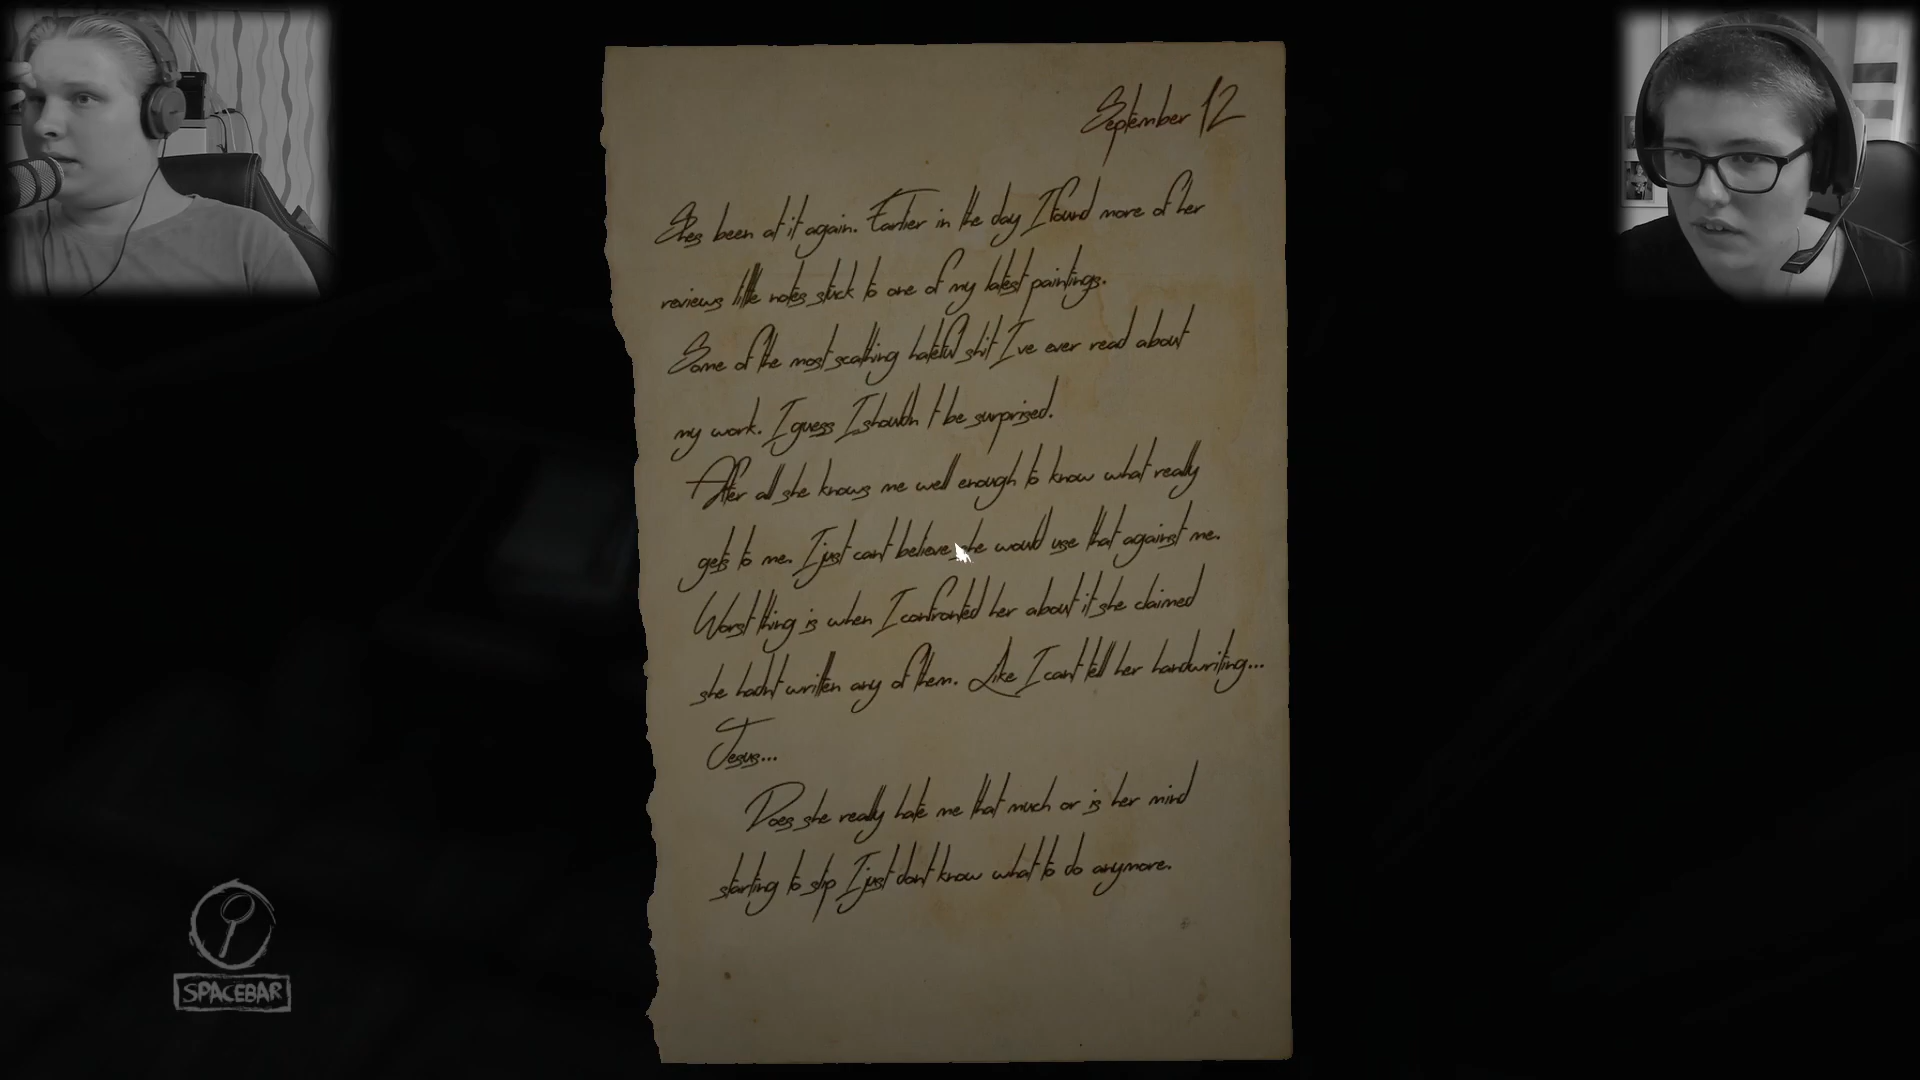 September 12
Shes been at it again. Earlier in the day I found more of her
reviews little notes stuck to one of my latest paintings.
Some of the most scathing hateful shit I've ever read about
my work. I guess I shouldn t be surprised.
After all she knows me well enough to know what really
gets to me. I just cant believe she would use that against me.
Worst thing is when I confronted her about it she claimed
she hadnt written any of them. Like I cant tell her handwriting...
Jesus...
Does she really hate me that much or is her mind
starting to slip I just dont know what to do anymore.
SPACEBAR